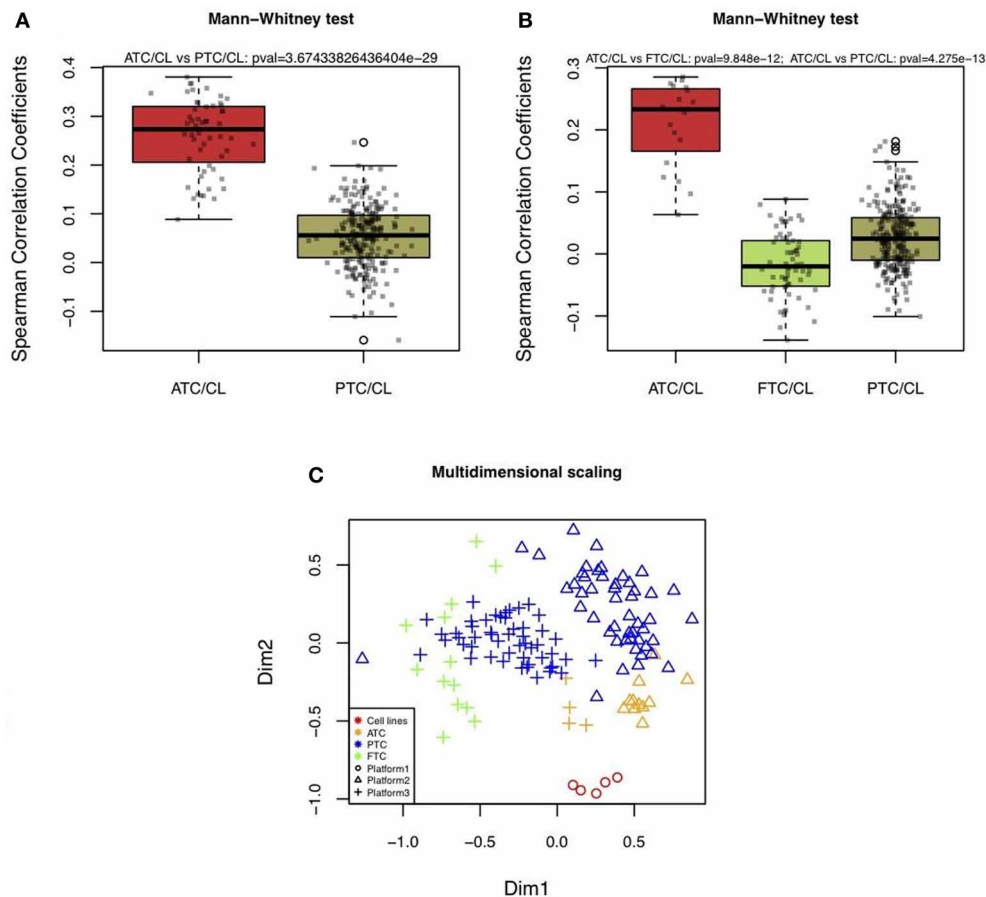 A
Mann–Whitney test
ATC/CL vs PTC/CL: pval=3.67433826436404e−29
Spearman Correlation Coefficients
0.4
0.3
0.2
0.1
0.0
−0.1
ATC/CL
PTC/CL
B
Mann–Whitney test
ATC/CL vs FTC/CL: pval=9.848e−12; ATC/CL vs PTC/CL: pval=4.275e−13
Spearman Correlation Coefficients
0.3
0.2
0.1
0.0
−0.1
ATC/CL
FTC/CL
PTC/CL
C
Multidimensional scaling
Dim2
0.5
0.0
−0.5
−1.0
Cell lines
ATC
PTC
FTC
Platform1
Platform2
Platform3
−1.0
−0.5
0.0
0.5
Dim1